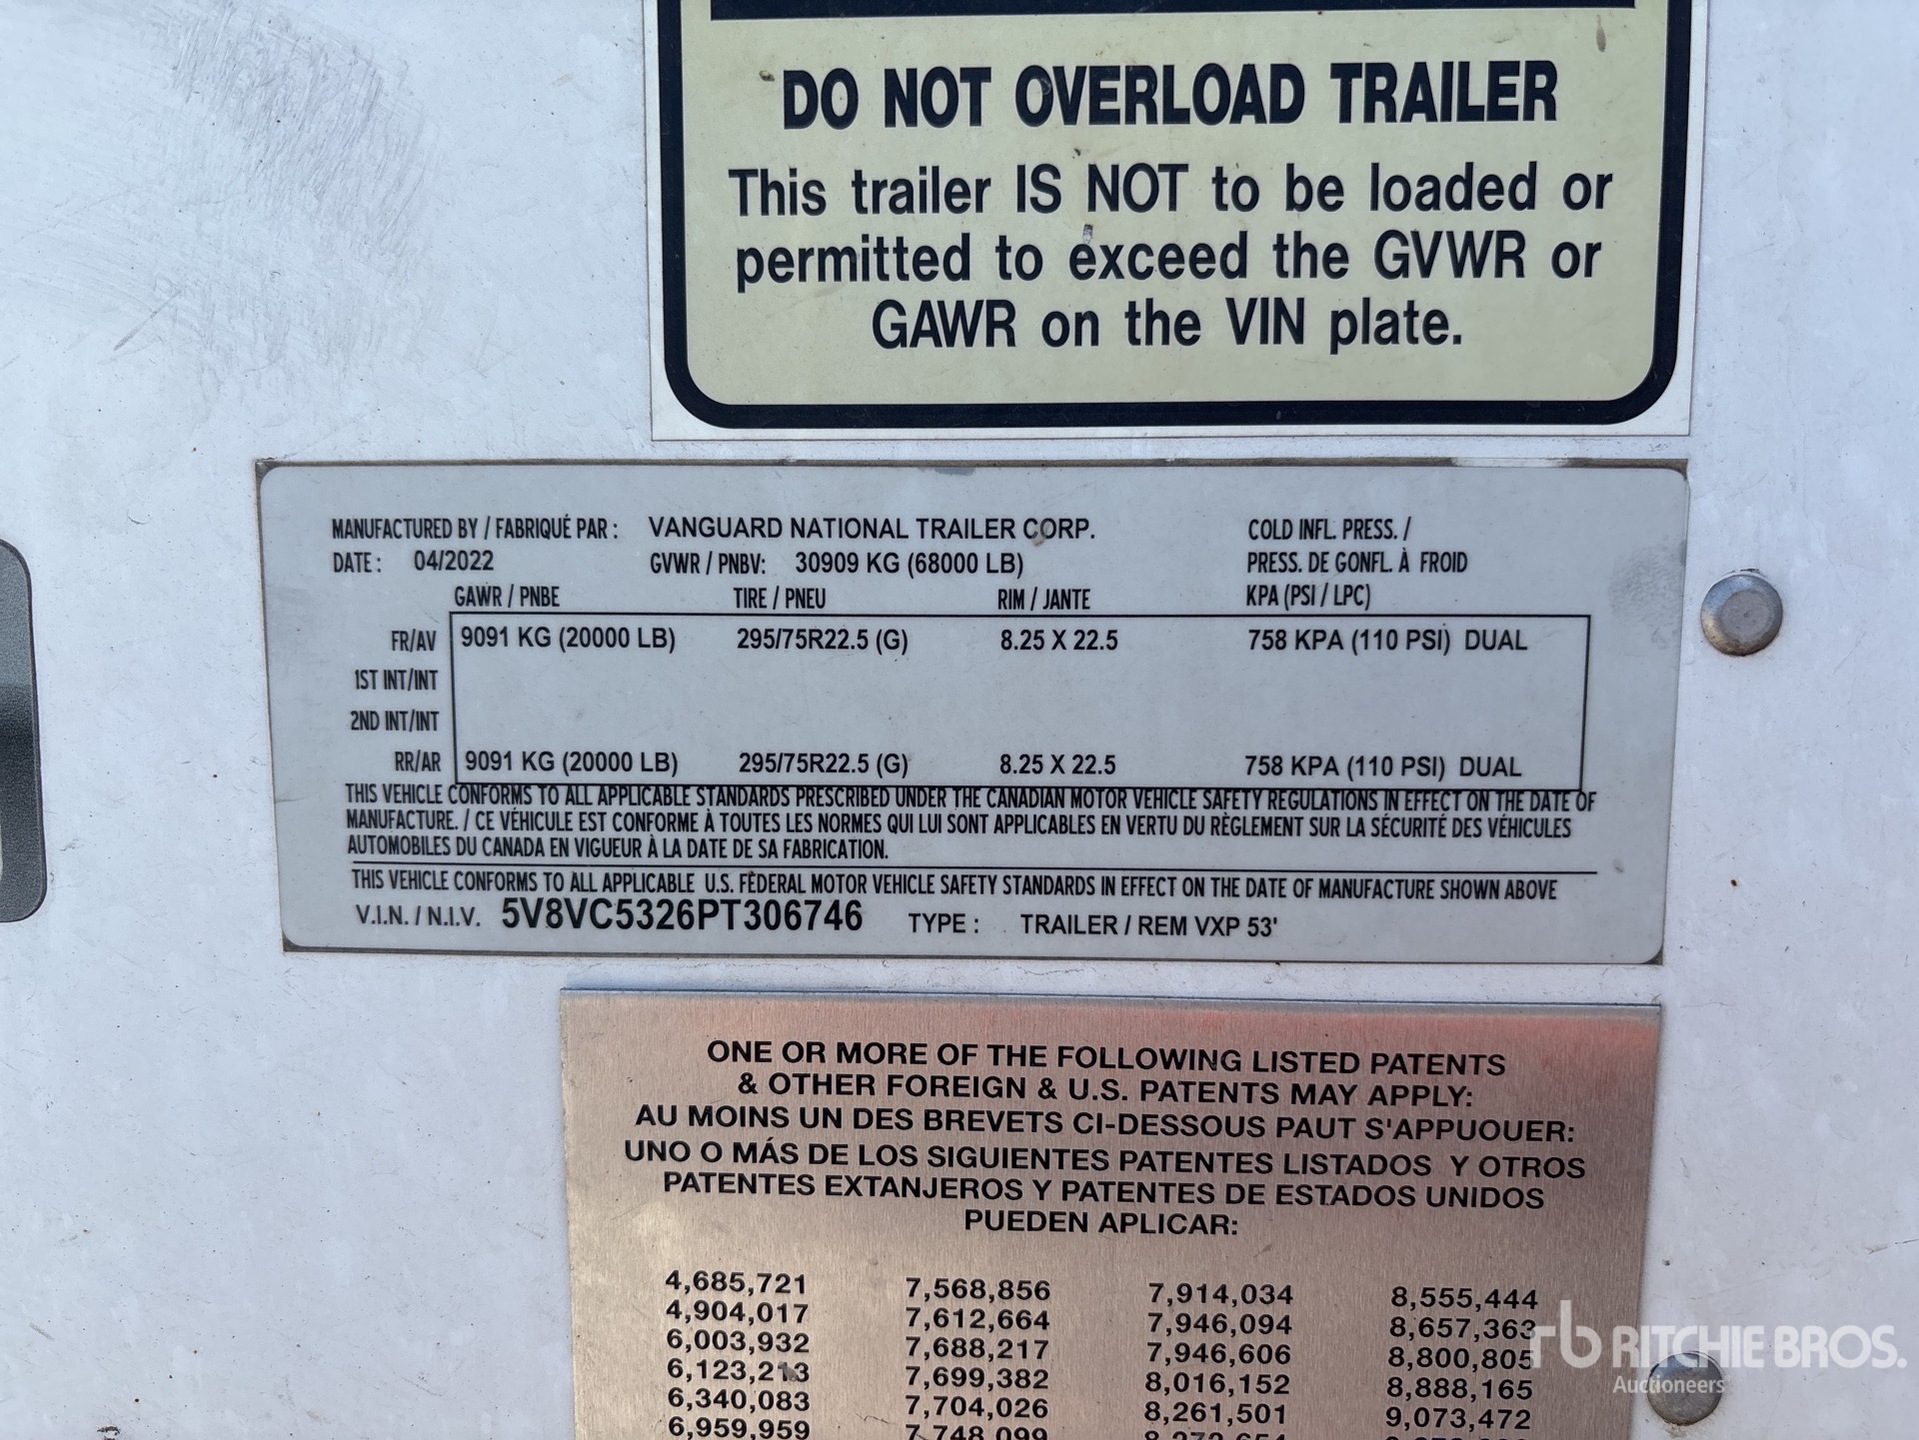 DO NOT OVERLOAD TRAILER
This trailer IS NOT to be loaded or
permitted to exceed the GVWR or
GAWR on the VIN plate.
MANUFACTURED BY / FABRIQUÉ PAR : VANGUARD NATIONAL TRAILER CORP. COLD INFL. PRESS. /
DATE : 04/2022 GVWR / PNBV: 30909 KG (68000 LB) PRESS. DE GONFL. À FROID
GAWR / PNBE TIRE / PNEU RIM / JANTE KPA (PSI / LPC)
FR/AV 9091 KG (20000 LB) 295/75R22.5 (G) 8.25 X 22.5 758 KPA (110 PSI) DUAL
1ST INT/INT
2ND INT/INT
RR/AR 9091 KG (20000 LB) 295/75R22.5 (G) 8.25 X 22.5 758 KPA (110 PSI) DUAL
THIS VEHICLE CONFORMS TO ALL APPLICABLE STANDARDS PRESCRIBED UNDER THE CANADIAN MOTOR VEHICLE SAFETY REGULATIONS IN EFFECT ON THE DATE OF
MANUFACTURE. / CE VÉHICULE EST CONFORME À TOUTES LES NORMES QUI LUI SONT APPLICABLES EN VERTU DU RÈGLEMENT SUR LA SÉCURITÉ DES VÉHICULES
AUTOMOBILES DU CANADA EN VIGUEUR À LA DATE DE SA FABRICATION.
THIS VEHICLE CONFORMS TO ALL APPLICABLE U.S. FEDERAL MOTOR VEHICLE SAFETY STANDARDS IN EFFECT ON THE DATE OF MANUFACTURE SHOWN ABOVE
V.I.N. / N.I.V. 5V8VC5326PT306746 TYPE : TRAILER / REM VXP 53'
ONE OR MORE OF THE FOLLOWING LISTED PATENTS
& OTHER FOREIGN & U.S. PATENTS MAY APPLY:
AU MOINS UN DES BREVETS CI-DESSOUS PAUT S'APPUOUER:
UNO O MÁS DE LOS SIGUIENTES PATENTES LISTADOS Y OTROS
PATENTES EXTANJEROS Y PATENTES DE ESTADOS UNIDOS
PUEDEN APLICAR:
4,685,721 7,568,856 7,914,034 8,555,444
4,904,017 7,612,664 7,946,094 8,657,363
6,003,932 7,688,217 7,946,606 8,800,805
6,123,213 7,699,382 8,016,152 8,888,165
6,340,083 7,704,026 8,261,501 9,073,472
6,959,959 7,748,099
rb RITCHIE BROS.
Auctioneers